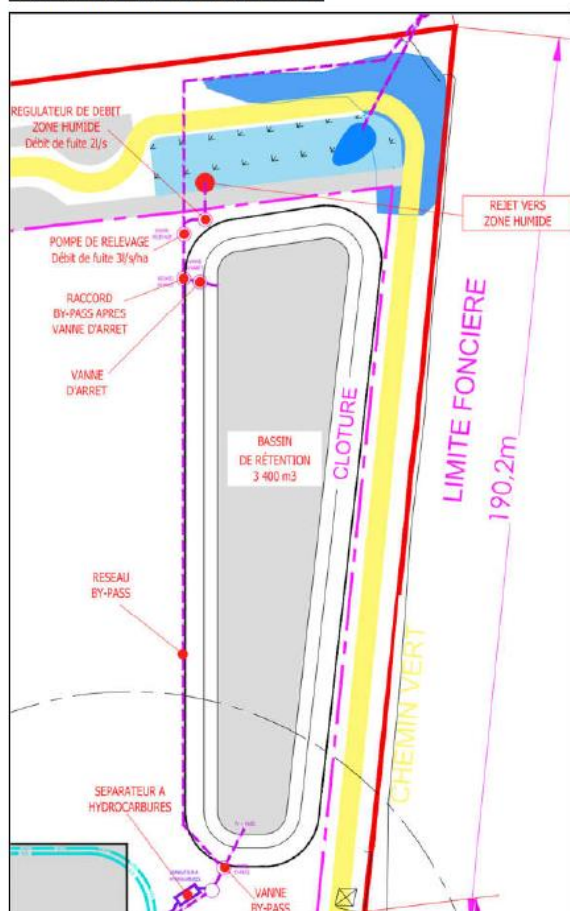 REGULATEUR DE DEBIT
ZONE HUMIDE
Débit de fuite 2l/s
REJET VERS
ZONE HUMIDE
POMPE DE RELEVAGE
Débit de fuite 3l/s/ha
RACCORD
BY-PASS APRES
VANNE D'ARRET
VANNE
D'ARRET
BASSIN
DE RÉTENTION
3 400 m3
CLOTURE
LIMITE FONCIERE
190,2m
RESEAU
BY-PASS
CHEMIN VERT
SEPARATEUR A
HYDROCARBURES
VANNE
BY-PASS